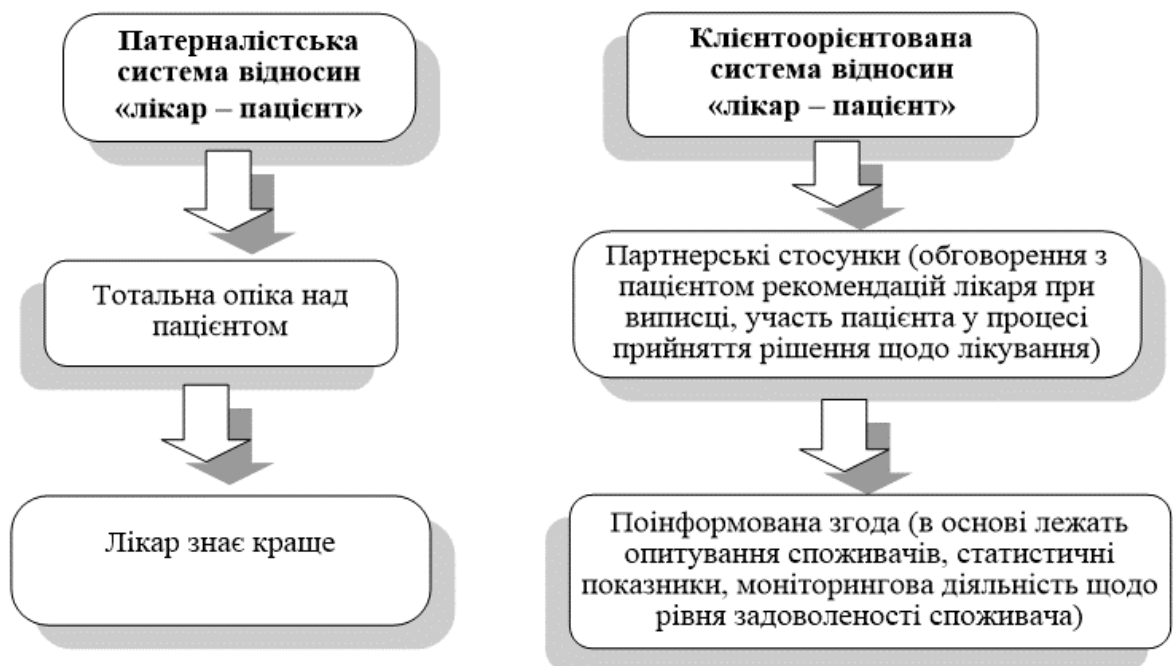 Патерналістська
система відносин
«лікар – пацієнт»
Тотальна опіка над
пацієнтом
Лікар знає краще
Клієнтоорієнтована
система відносин
«лікар – пацієнт»
Партнерські стосунки (обговорення з
пацієнтом рекомендацій лікаря при
виписці, участь пацієнта у процесі
прийняття рішення щодо лікування)
Поінформована згода (в основі лежать
опитування споживачів, статистичні
показники, моніторингова діяльність щодо
рівня задоволеності споживача)